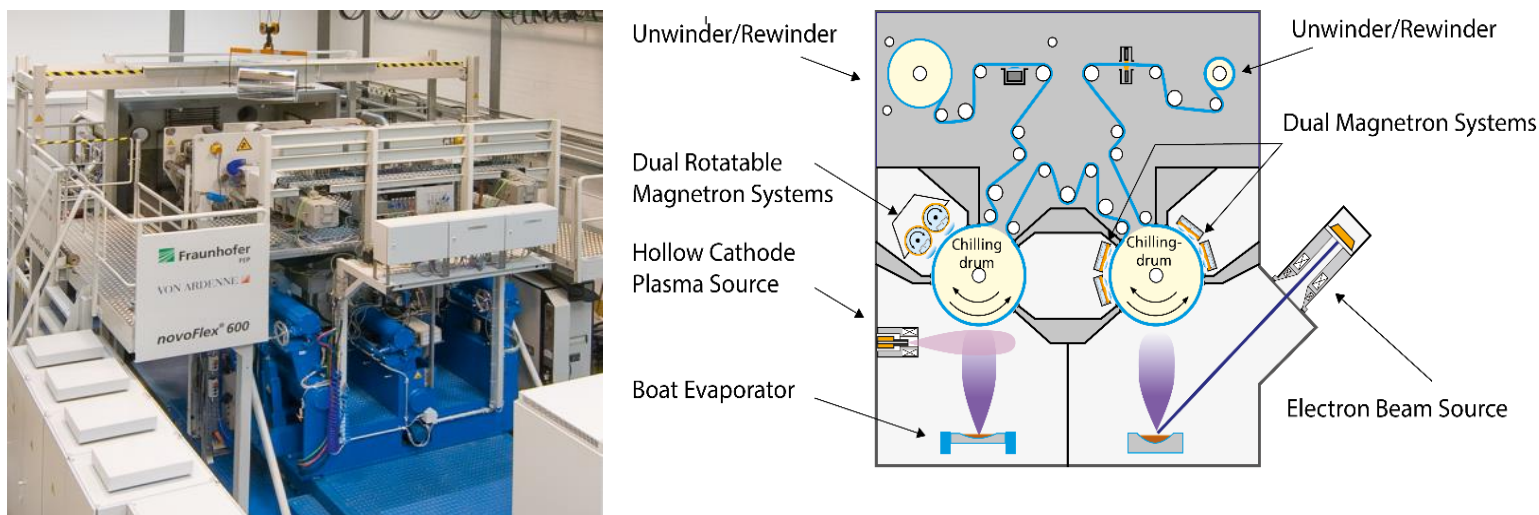 Fraunhofer
FEP
VON ARDENNE
novoFlex® 600
Unwinder/Rewinder
Unwinder/Rewinder
Dual Magnetron Systems
Dual Rotatable
Magnetron Systems
Hollow Cathode
Plasma Source
Chilling
drum
Chilling-
drum
Boat Evaporator
Electron Beam Source